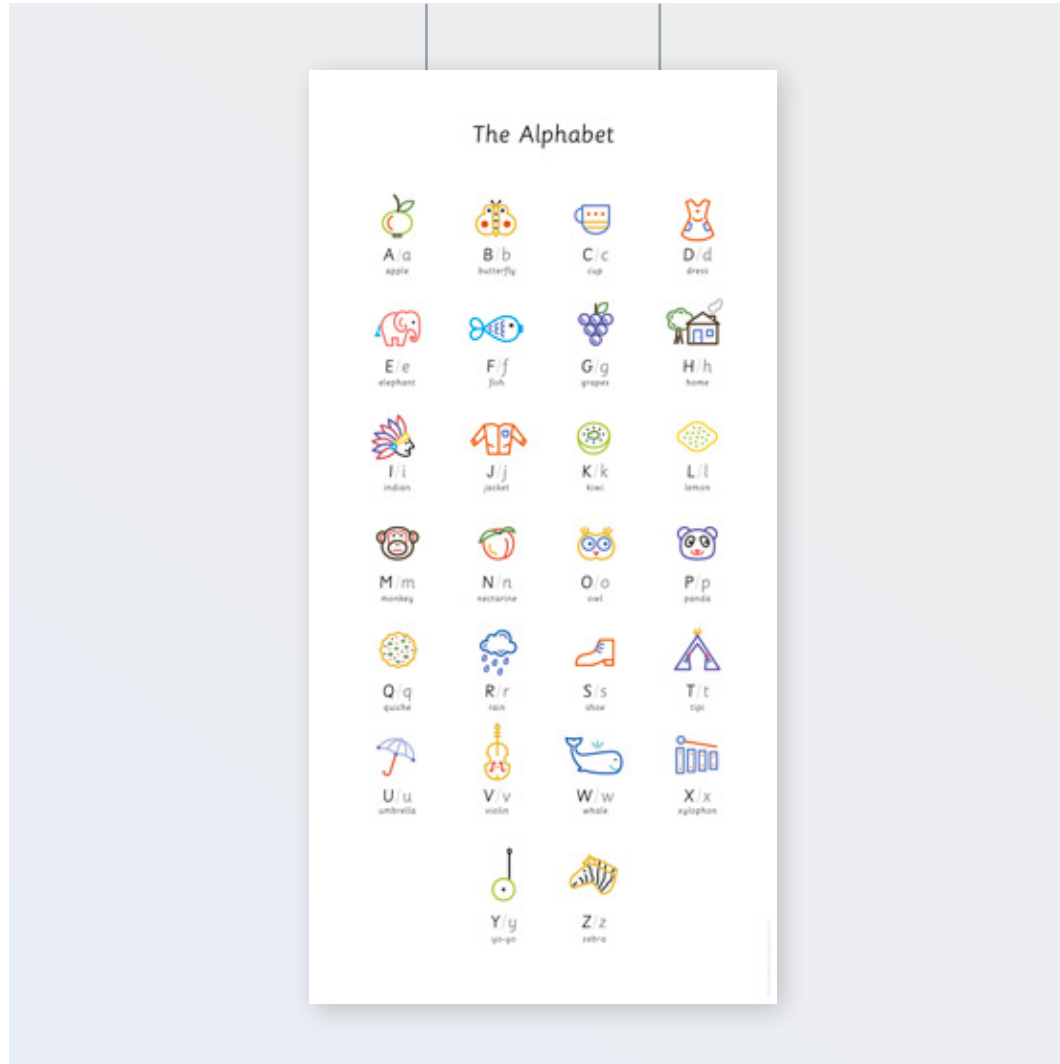 The Alphabet
A/a B/b C/c D/d
apple butterfly cup dress
E/e F/f G/g H/h
elephant fish grapes home
I/i J/j K/k L/l
indian jacket kiwi lemon
M/m N/n O/o P/p
monkey nectarine owl panda
Q/q R/r S/s T/t
quiche rain shoe tipi
U/u V/v W/w X/x
umbrella violin whale xylophon
Y/y Z/z
yo-yo zebra